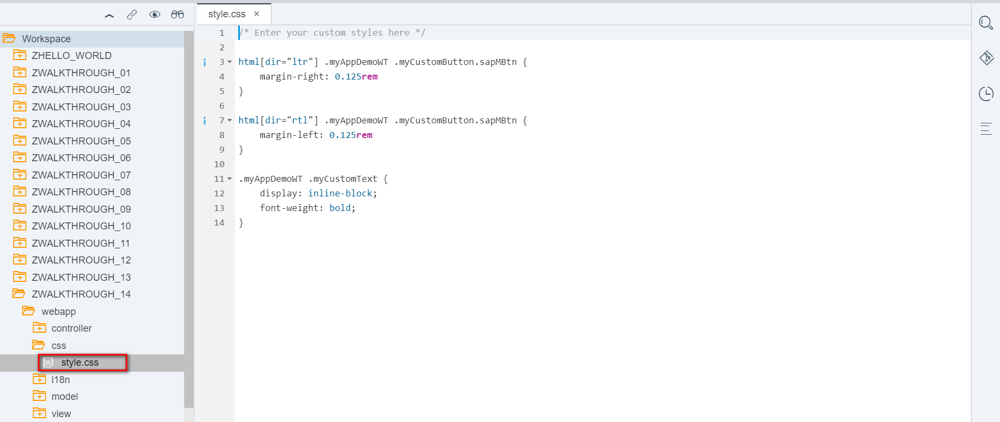 Workspace
ZHELLO_WORLD
ZWALKTHROUGH_01
ZWALKTHROUGH_02
ZWALKTHROUGH_03
ZWALKTHROUGH_04
ZWALKTHROUGH_05
ZWALKTHROUGH_06
ZWALKTHROUGH_07
ZWALKTHROUGH_08
ZWALKTHROUGH_09
ZWALKTHROUGH_10
ZWALKTHROUGH_11
ZWALKTHROUGH_12
ZWALKTHROUGH_13
ZWALKTHROUGH_14
webapp
controller
css
style.css
i18n
model
view
style.css ×
1 /* Enter your custom styles here */
2
3 html[dir="ltr"] .myAppDemoWT .myCustomButton.sapMBtn {
4     margin-right: 0.125rem
5 }
6
7 html[dir="rtl"] .myAppDemoWT .myCustomButton.sapMBtn {
8     margin-left: 0.125rem
9 }
10
11 .myAppDemoWT .myCustomText {
12     display: inline-block;
13     font-weight: bold;
14 }